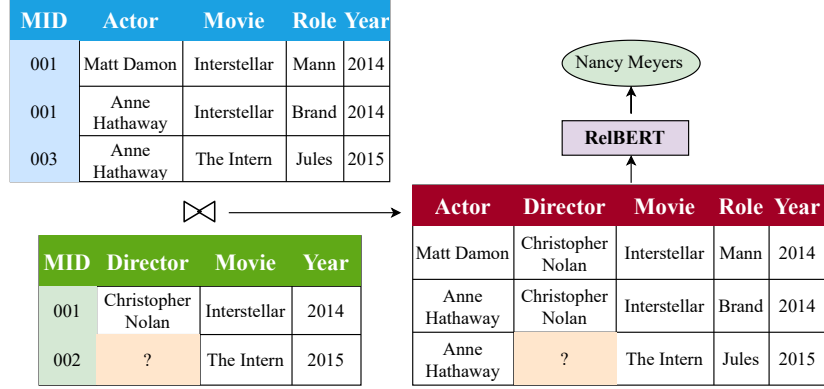 MID Actor Movie Role Year
001 Matt Damon Interstellar Mann 2014
001 Anne Hathaway Interstellar Brand 2014
003 Anne Hathaway The Intern Jules 2015
Nancy Meyers
RelBERT
MID Director Movie Year
001 Christopher Nolan Interstellar 2014
002 ? The Intern 2015
Actor Director Movie Role Year
Matt Damon Christopher Nolan Interstellar Mann 2014
Anne Hathaway Christopher Nolan Interstellar Brand 2014
Anne Hathaway ? The Intern Jules 2015